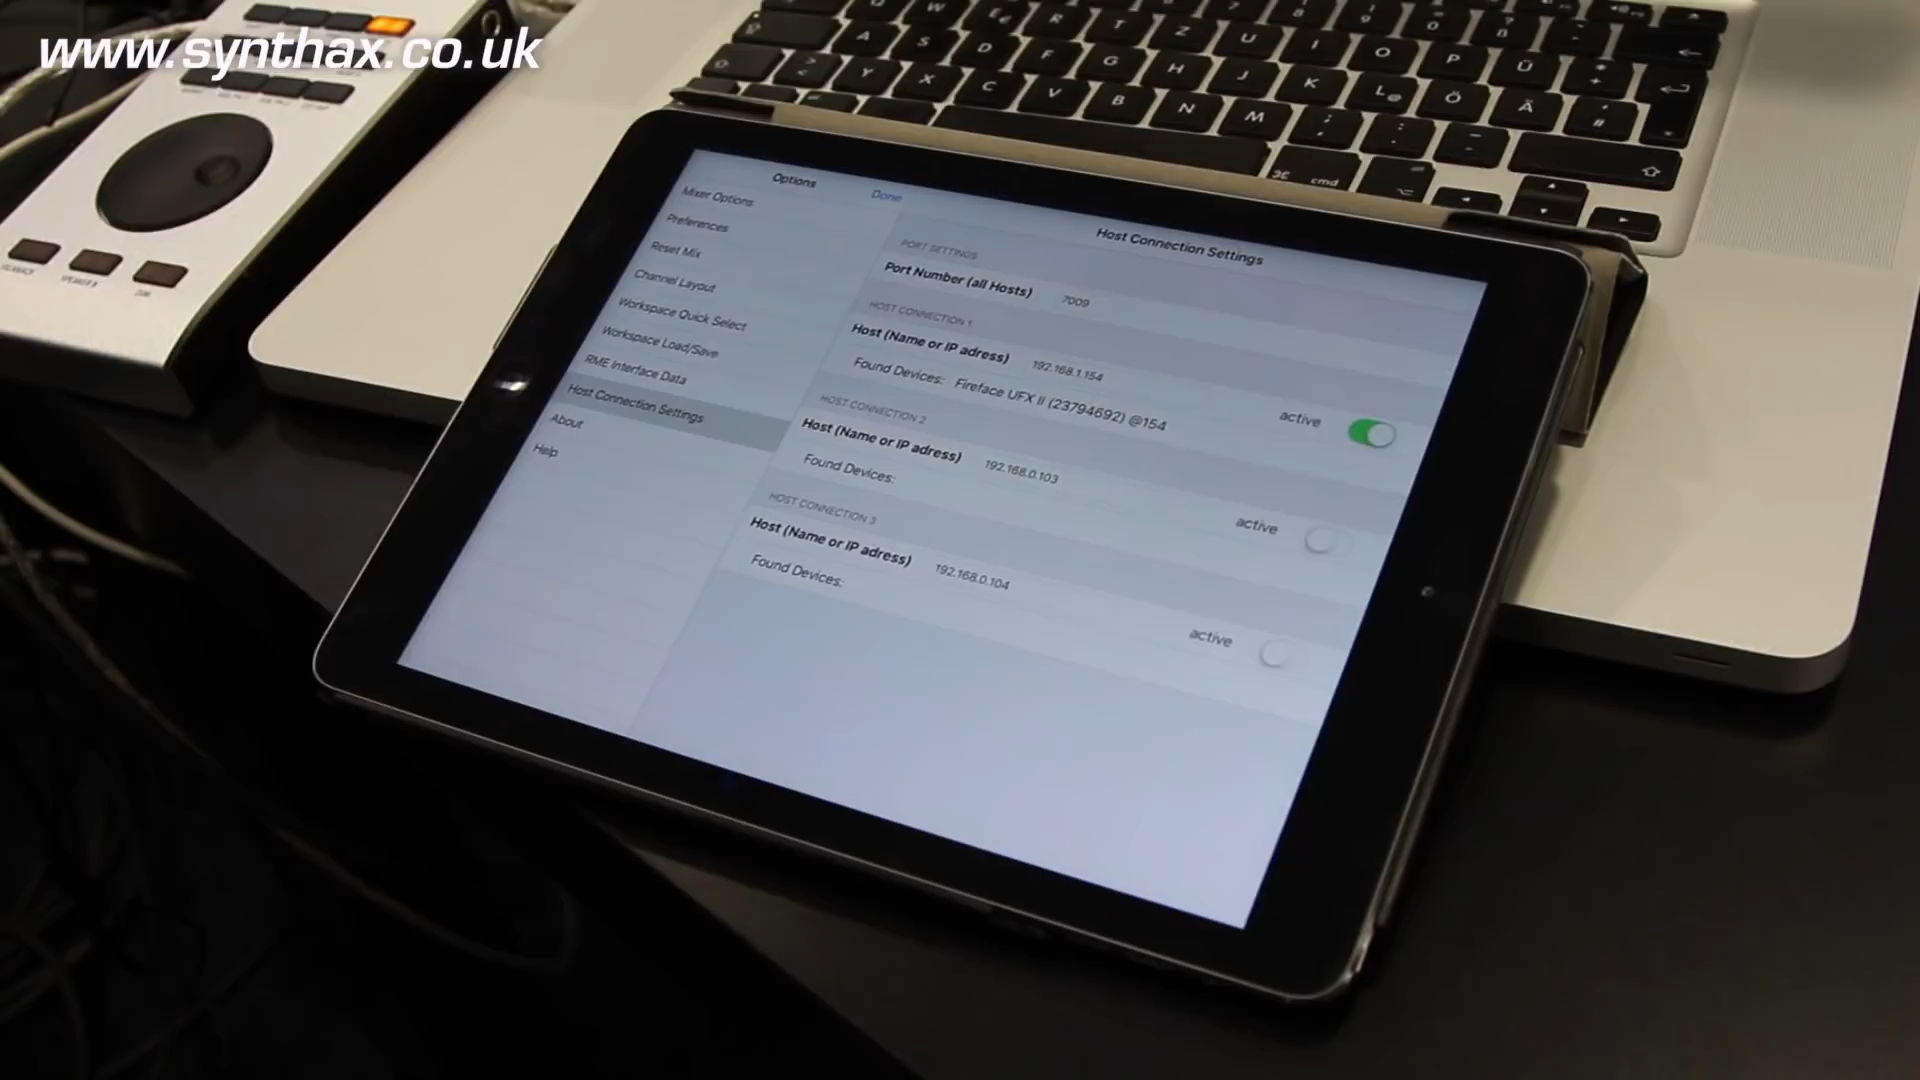 www.synthax.co.uk
Options
Done
Host Connection Settings
Mixer Options
Preferences
Reset Mix
Channel Layout
Workspace Quick Select
Workspace Load/Save
RME Interface Data
Host Connection Settings
About
Help
PORT SETTINGS
Port Number (all Hosts) 7009
HOST CONNECTION 1
Host (Name or IP adress) 192.168.1.154
Found Devices: Fireface UFX II (23794692) @154
active
HOST CONNECTION 2
Host (Name or IP adress) 192.168.0.103
Found Devices:
active
HOST CONNECTION 3
Host (Name or IP adress) 192.168.0.104
Found Devices:
active
W E R T Z U I O P Ü
A S D F G H J K L Ö Ä
Y X C V B N M
cmd
SPEAKER B
DIM